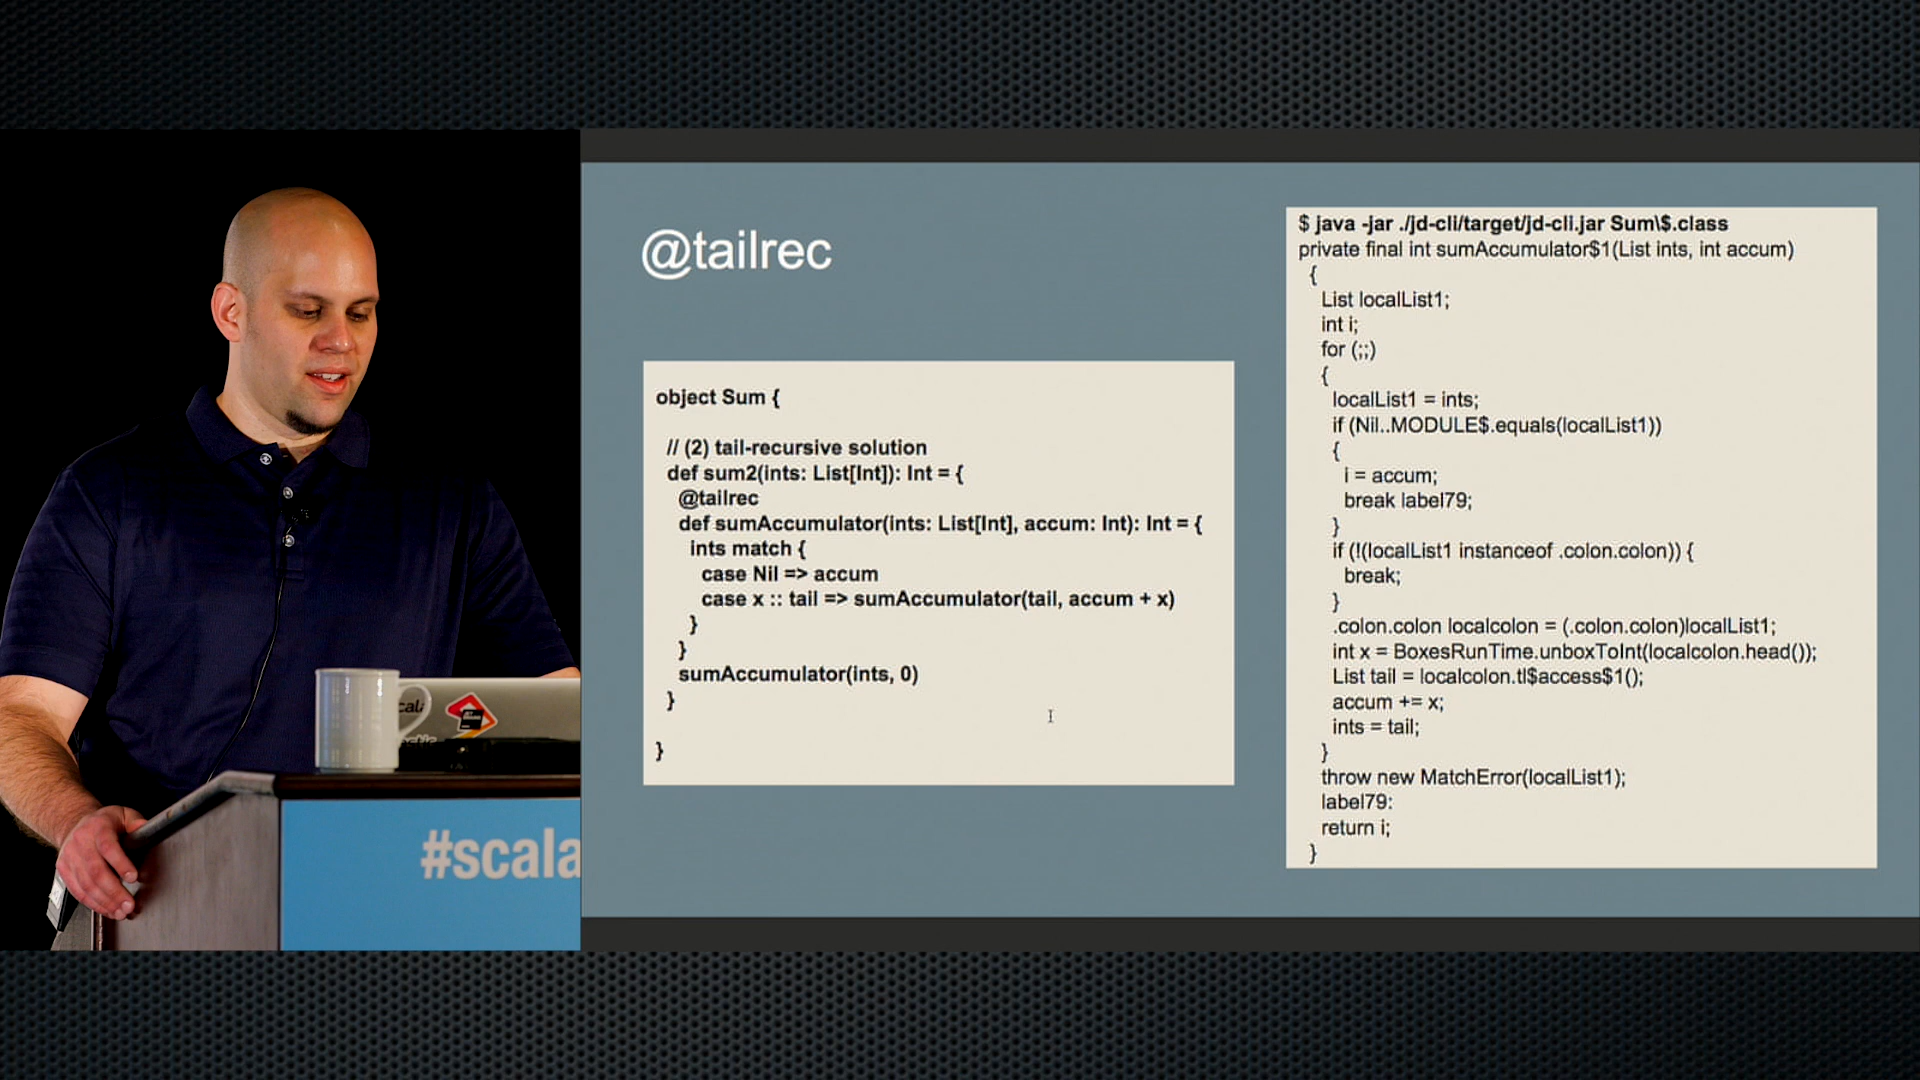 @tailrec
object Sum {
// (2) tail-recursive solution
def sum2(ints: List[Int]): Int = {
@tailrec
def sumAccumulator(ints: List[Int], accum: Int): Int = {
ints match {
case Nil => accum
case x :: tail => sumAccumulator(tail, accum + x)
}
}
sumAccumulator(ints, 0)
}
}
$ java -jar ./jd-cli/target/jd-cli.jar Sum\$.class
private final int sumAccumulator$1(List ints, int accum)
{
List localList1;
int i;
for (;;)
{
localList1 = ints;
if (Nil..MODULE$.equals(localList1))
{
i = accum;
break label79;
}
if (!(localList1 instanceof .colon.colon)) {
break;
}
.colon.colon localcolon = (.colon.colon)localList1;
int x = BoxesRunTime.unboxToInt(localcolon.head());
List tail = localcolon.tl$access$1();
accum += x;
ints = tail;
}
throw new MatchError(localList1);
label79:
return i;
}
#scala